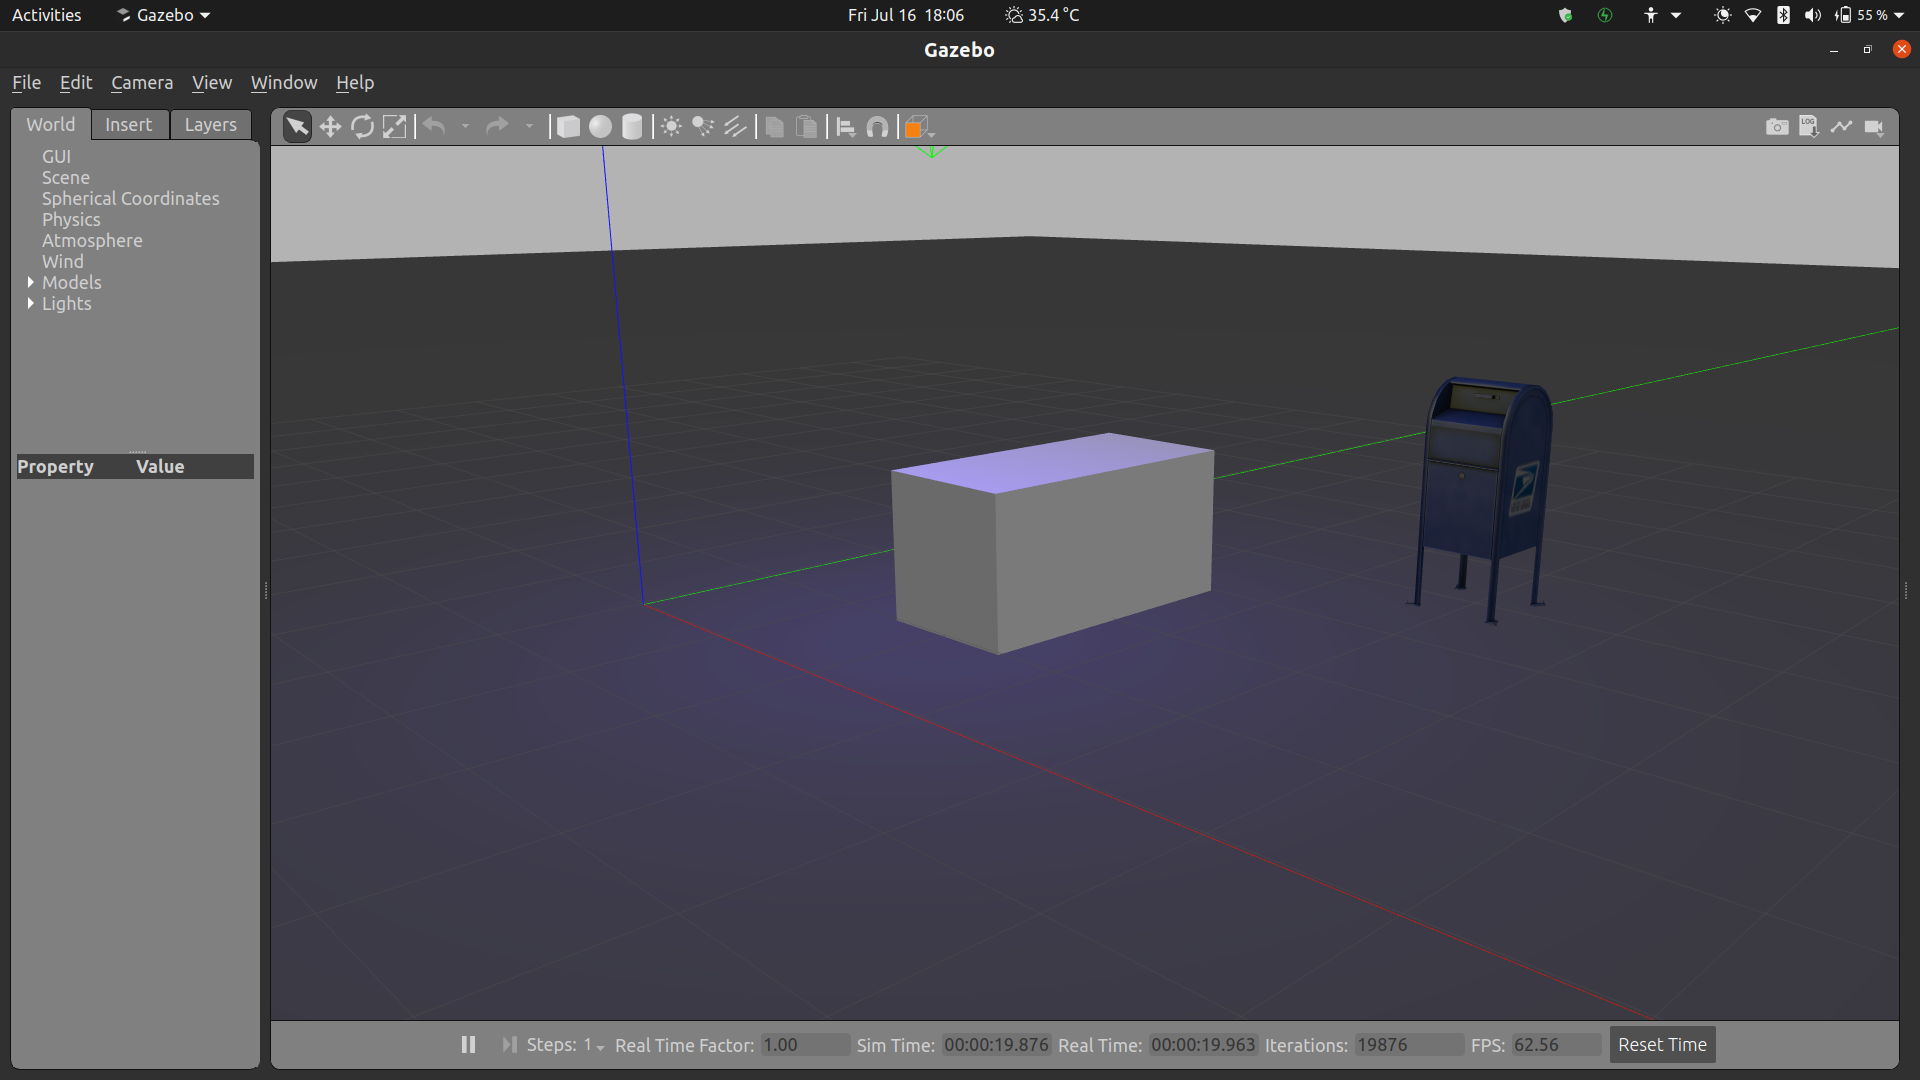 Activities Gazebo Fri Jul 16 18:06 35.4 °C 55 %
Gazebo
File Edit Camera View Window Help
World Insert Layers
LOG
GUI
Scene
Spherical Coordinates
Physics
Atmosphere
Wind
Models
Lights
Property Value
Steps: 1 Real Time Factor: 1.00 Sim Time: 00:00:19.876 Real Time: 00:00:19.963 Iterations: 19876 FPS: 62.56 Reset Time